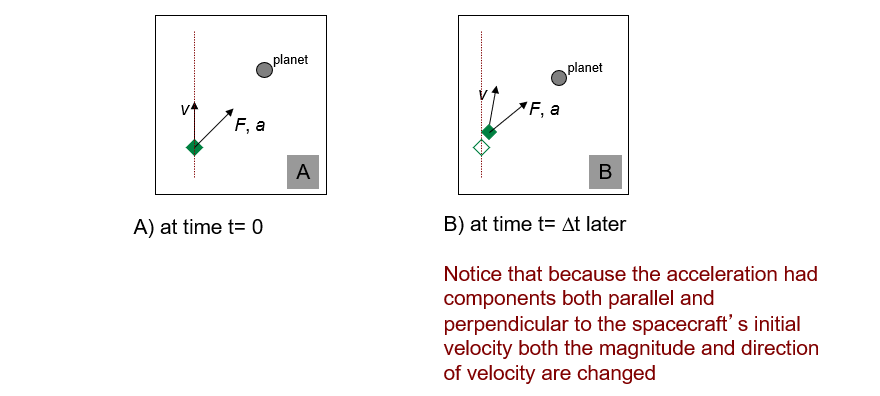 planet
v
F, a
A
A) at time t= 0
planet
v
F, a
B
B) at time t= Δt later
Notice that because the acceleration had
components both parallel and
perpendicular to the spacecraft’s initial
velocity both the magnitude and direction
of velocity are changed